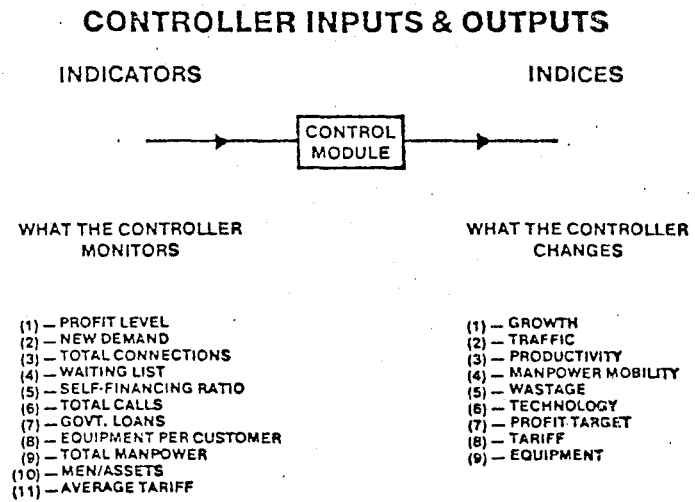 CONTROLLER INPUTS & OUTPUTS
INDICATORS
INDICES
CONTROL
MODULE
WHAT THE CONTROLLER
MONITORS
WHAT THE CONTROLLER
CHANGES
(1) — PROFIT LEVEL
(2) — NEW DEMAND
(3) — TOTAL CONNECTIONS
(4) — WAITING LIST
(5) — SELF-FINANCING RATIO
(6) — TOTAL CALLS
(7) — GOVT. LOANS
(8) — EQUIPMENT PER CUSTOMER
(9) — TOTAL MANPOWER
(10) — MEN/ASSETS
(11) — AVERAGE TARIFF
(1) — GROWTH
(2) — TRAFFIC
(3) — PRODUCTIVITY
(4) — MANPOWER MOBILITY
(5) — WASTAGE
(6) — TECHNOLOGY
(7) — PROFIT TARGET
(8) — TARIFF
(9) — EQUIPMENT